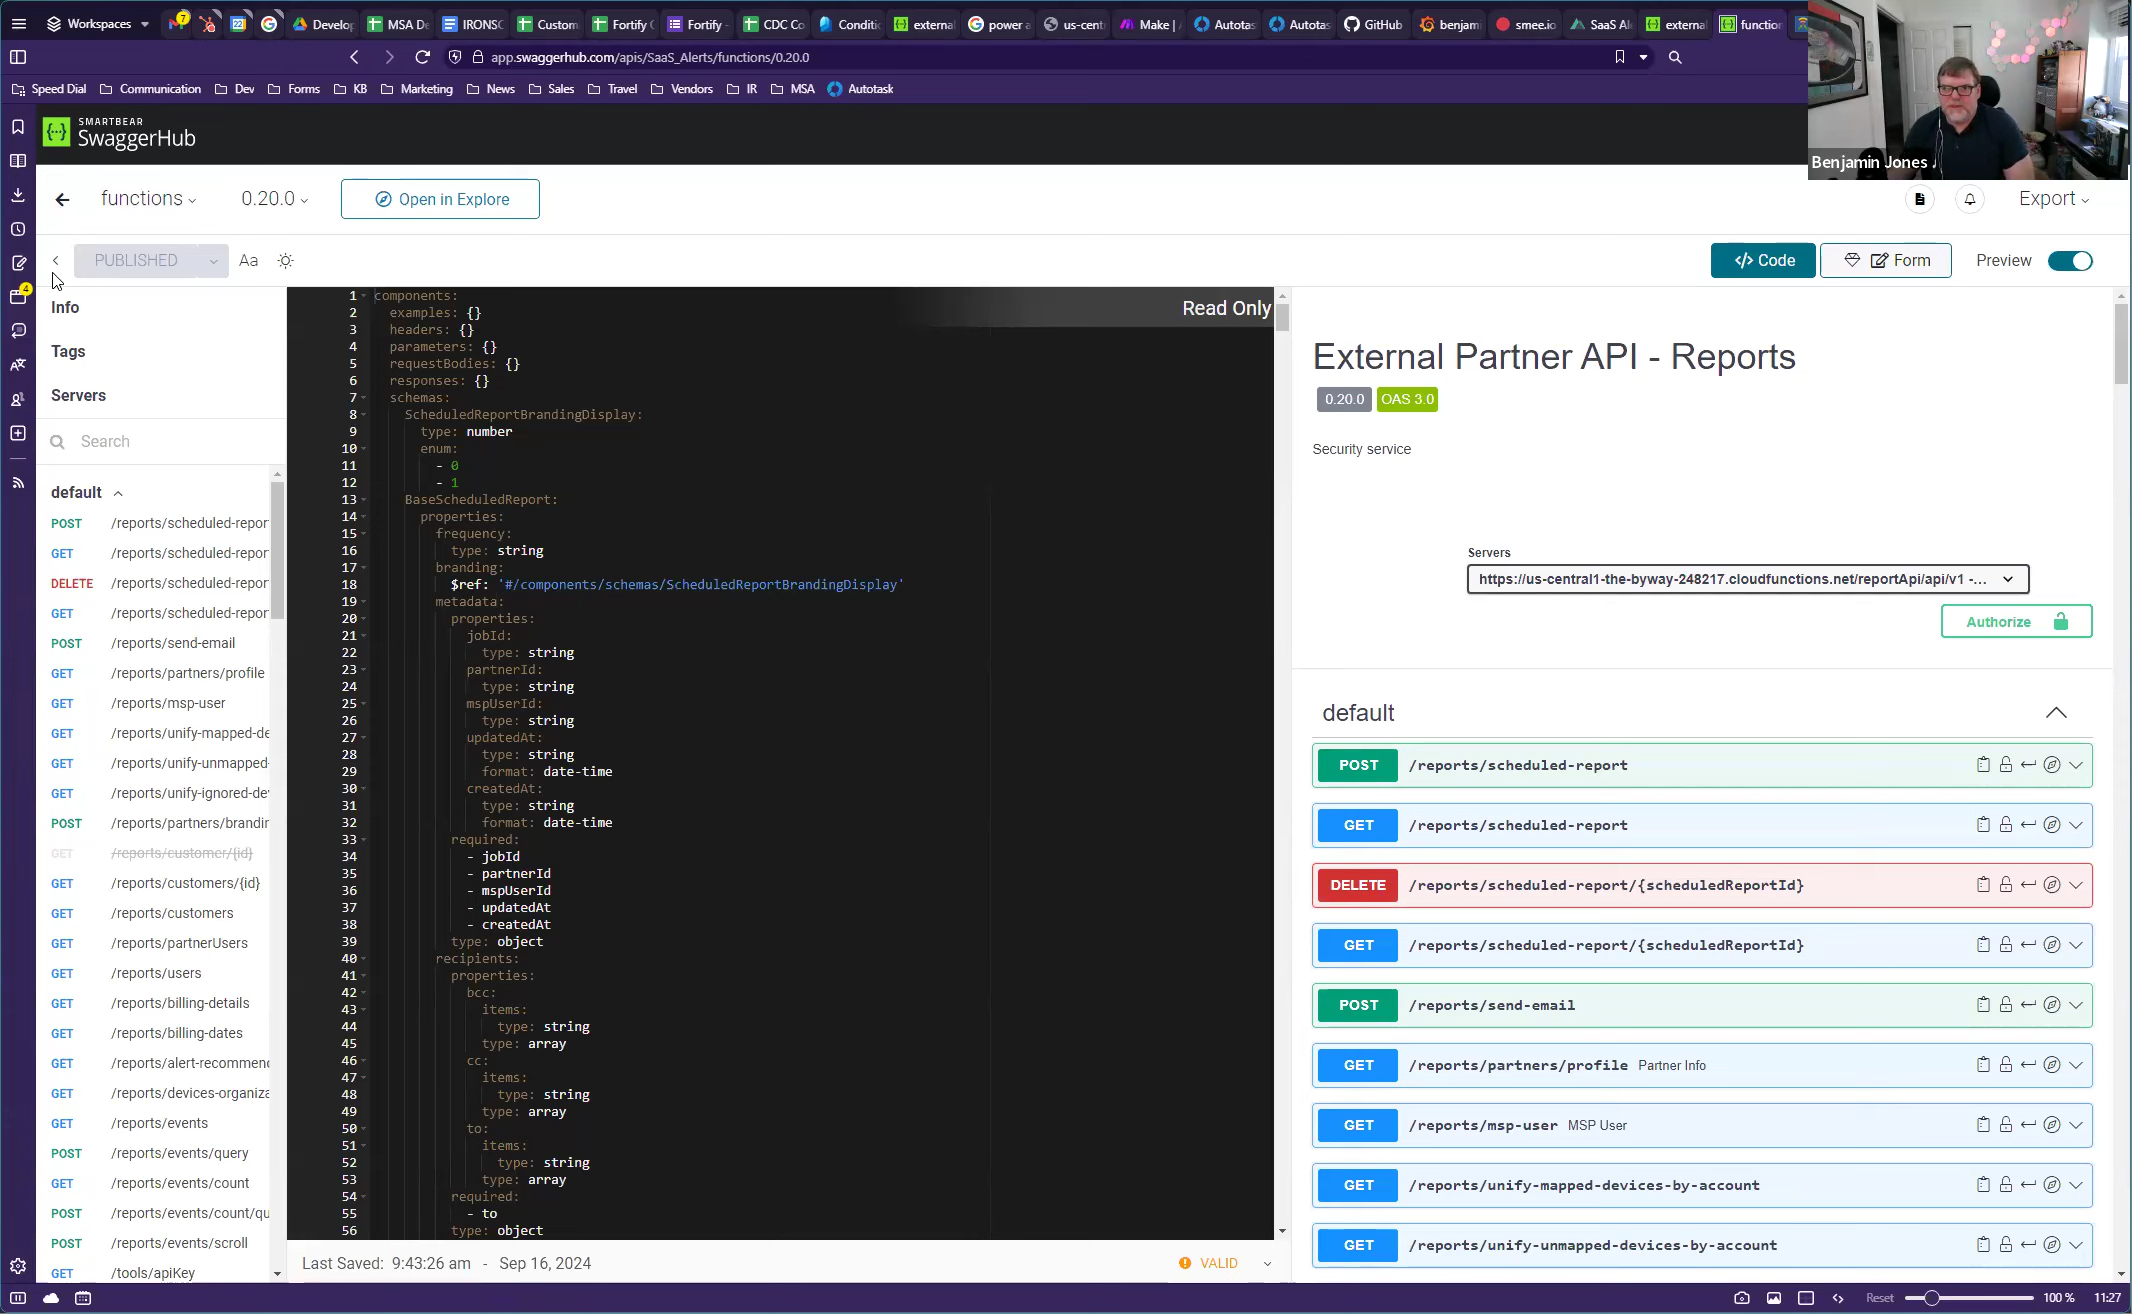 Workspaces
7
22
Develop
MSA De
IRONSC
Custom
Fortify C
Fortify -
CDC Co
Conditic
external
power a
us-cent
Make |
Autotas
Autotas
GitHub
benjami
smee.io
SaaS Ale
external
functio
app.swaggerhub.com/apis/SaaS_Alerts/functions/0.20.0
Speed Dial
Communication
Dev
Forms
KB
Marketing
News
Sales
Travel
Vendors
IR
MSA
Autotask
SMARTBEAR
SwaggerHub
Benjamin Jones
functions
0.20.0
Open in Explore
Export
PUBLISHED
Aa
</> Code
Form
Preview
4
Info
Tags
Servers
Search
default
POST /reports/scheduled-repor
GET /reports/scheduled-repor
DELETE /reports/scheduled-repor
GET /reports/scheduled-repor
POST /reports/send-email
GET /reports/partners/profile
GET /reports/msp-user
GET /reports/unify-mapped-de
GET /reports/unify-unmapped-
GET /reports/unify-ignored-de
POST /reports/partners/brandin
GET /reports/customer/{id}
GET /reports/customers/{id}
GET /reports/customers
GET /reports/partnerUsers
GET /reports/users
GET /reports/billing-details
GET /reports/billing-dates
GET /reports/alert-recommend
GET /reports/devices-organiza
GET /reports/events
POST /reports/events/query
GET /reports/events/count
POST /reports/events/count/qu
POST /reports/events/scroll
GET /tools/apiKey
Read Only
1 components:
2 examples: {}
3 headers: {}
4 parameters: {}
5 requestBodies: {}
6 responses: {}
7 schemas:
8 ScheduledReportBrandingDisplay:
9 type: number
10 enum:
11 - 0
12 - 1
13 BaseScheduledReport:
14 properties:
15 frequency:
16 type: string
17 branding:
18 $ref: '#/components/schemas/ScheduledReportBrandingDisplay'
19 metadata:
20 properties:
21 jobId:
22 type: string
23 partnerId:
24 type: string
25 mspUserId:
26 type: string
27 updatedAt:
28 type: string
29 format: date-time
30 createdAt:
31 type: string
32 format: date-time
33 required:
34 - jobId
35 - partnerId
36 - mspUserId
37 - updatedAt
38 - createdAt
39 type: object
40 recipients:
41 properties:
42 bcc:
43 items:
44 type: string
45 type: array
46 cc:
47 items:
48 type: string
49 type: array
50 to:
51 items:
52 type: string
53 type: array
54 required:
55 - to
56 type: object
Last Saved: 9:43:26 am - Sep 16, 2024
VALID
External Partner API - Reports
0.20.0 OAS 3.0
Security service
Servers
https://us-central1-the-byway-248217.cloudfunctions.net/reportApi/api/v1 -...
Authorize
default
POST /reports/scheduled-report
GET /reports/scheduled-report
DELETE /reports/scheduled-report/{scheduledReportId}
GET /reports/scheduled-report/{scheduledReportId}
POST /reports/send-email
GET /reports/partners/profile Partner Info
GET /reports/msp-user MSP User
GET /reports/unify-mapped-devices-by-account
GET /reports/unify-unmapped-devices-by-account
Reset
100 %
11:27